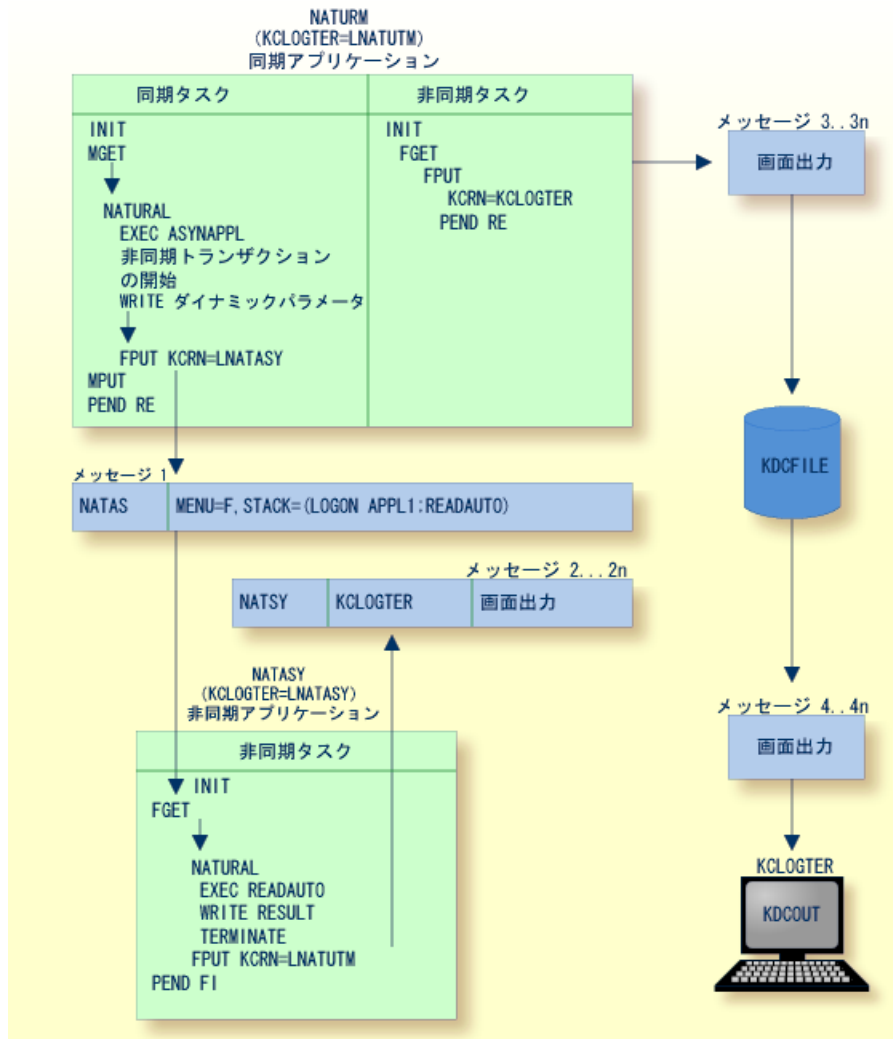 NATURM
(KCLOGTER=LNATUTM)
同期アプリケーション
同期タスク
INIT
MGET
NATURAL
EXEC ASYNAPPL
非同期トランザクション
の開始
WRITE ダイナミックパラメータ
FPUT KCRN=LNATASY
MPUT
PEND RE
非同期タスク
INIT
FGET
FPUT
KCRN=KCLOGTER
PEND RE
メッセージ 3..3n
画面出力
KDCFILE
メッセージ 1
NATAS
MENU=F,STACK=(LOGON APPL1;READAUTO)
メッセージ 2...2n
NATSY
KCLOGTER
画面出力
NATASY
(KCLOGTER=LNATASY)
非同期アプリケーション
非同期タスク
INIT
FGET
NATURAL
EXEC READAUTO
WRITE RESULT
TERMINATE
FPUT KCRN=LNATUTM
PEND FI
メッセージ 4..4n
画面出力
KCLOGTER
KDCOUT